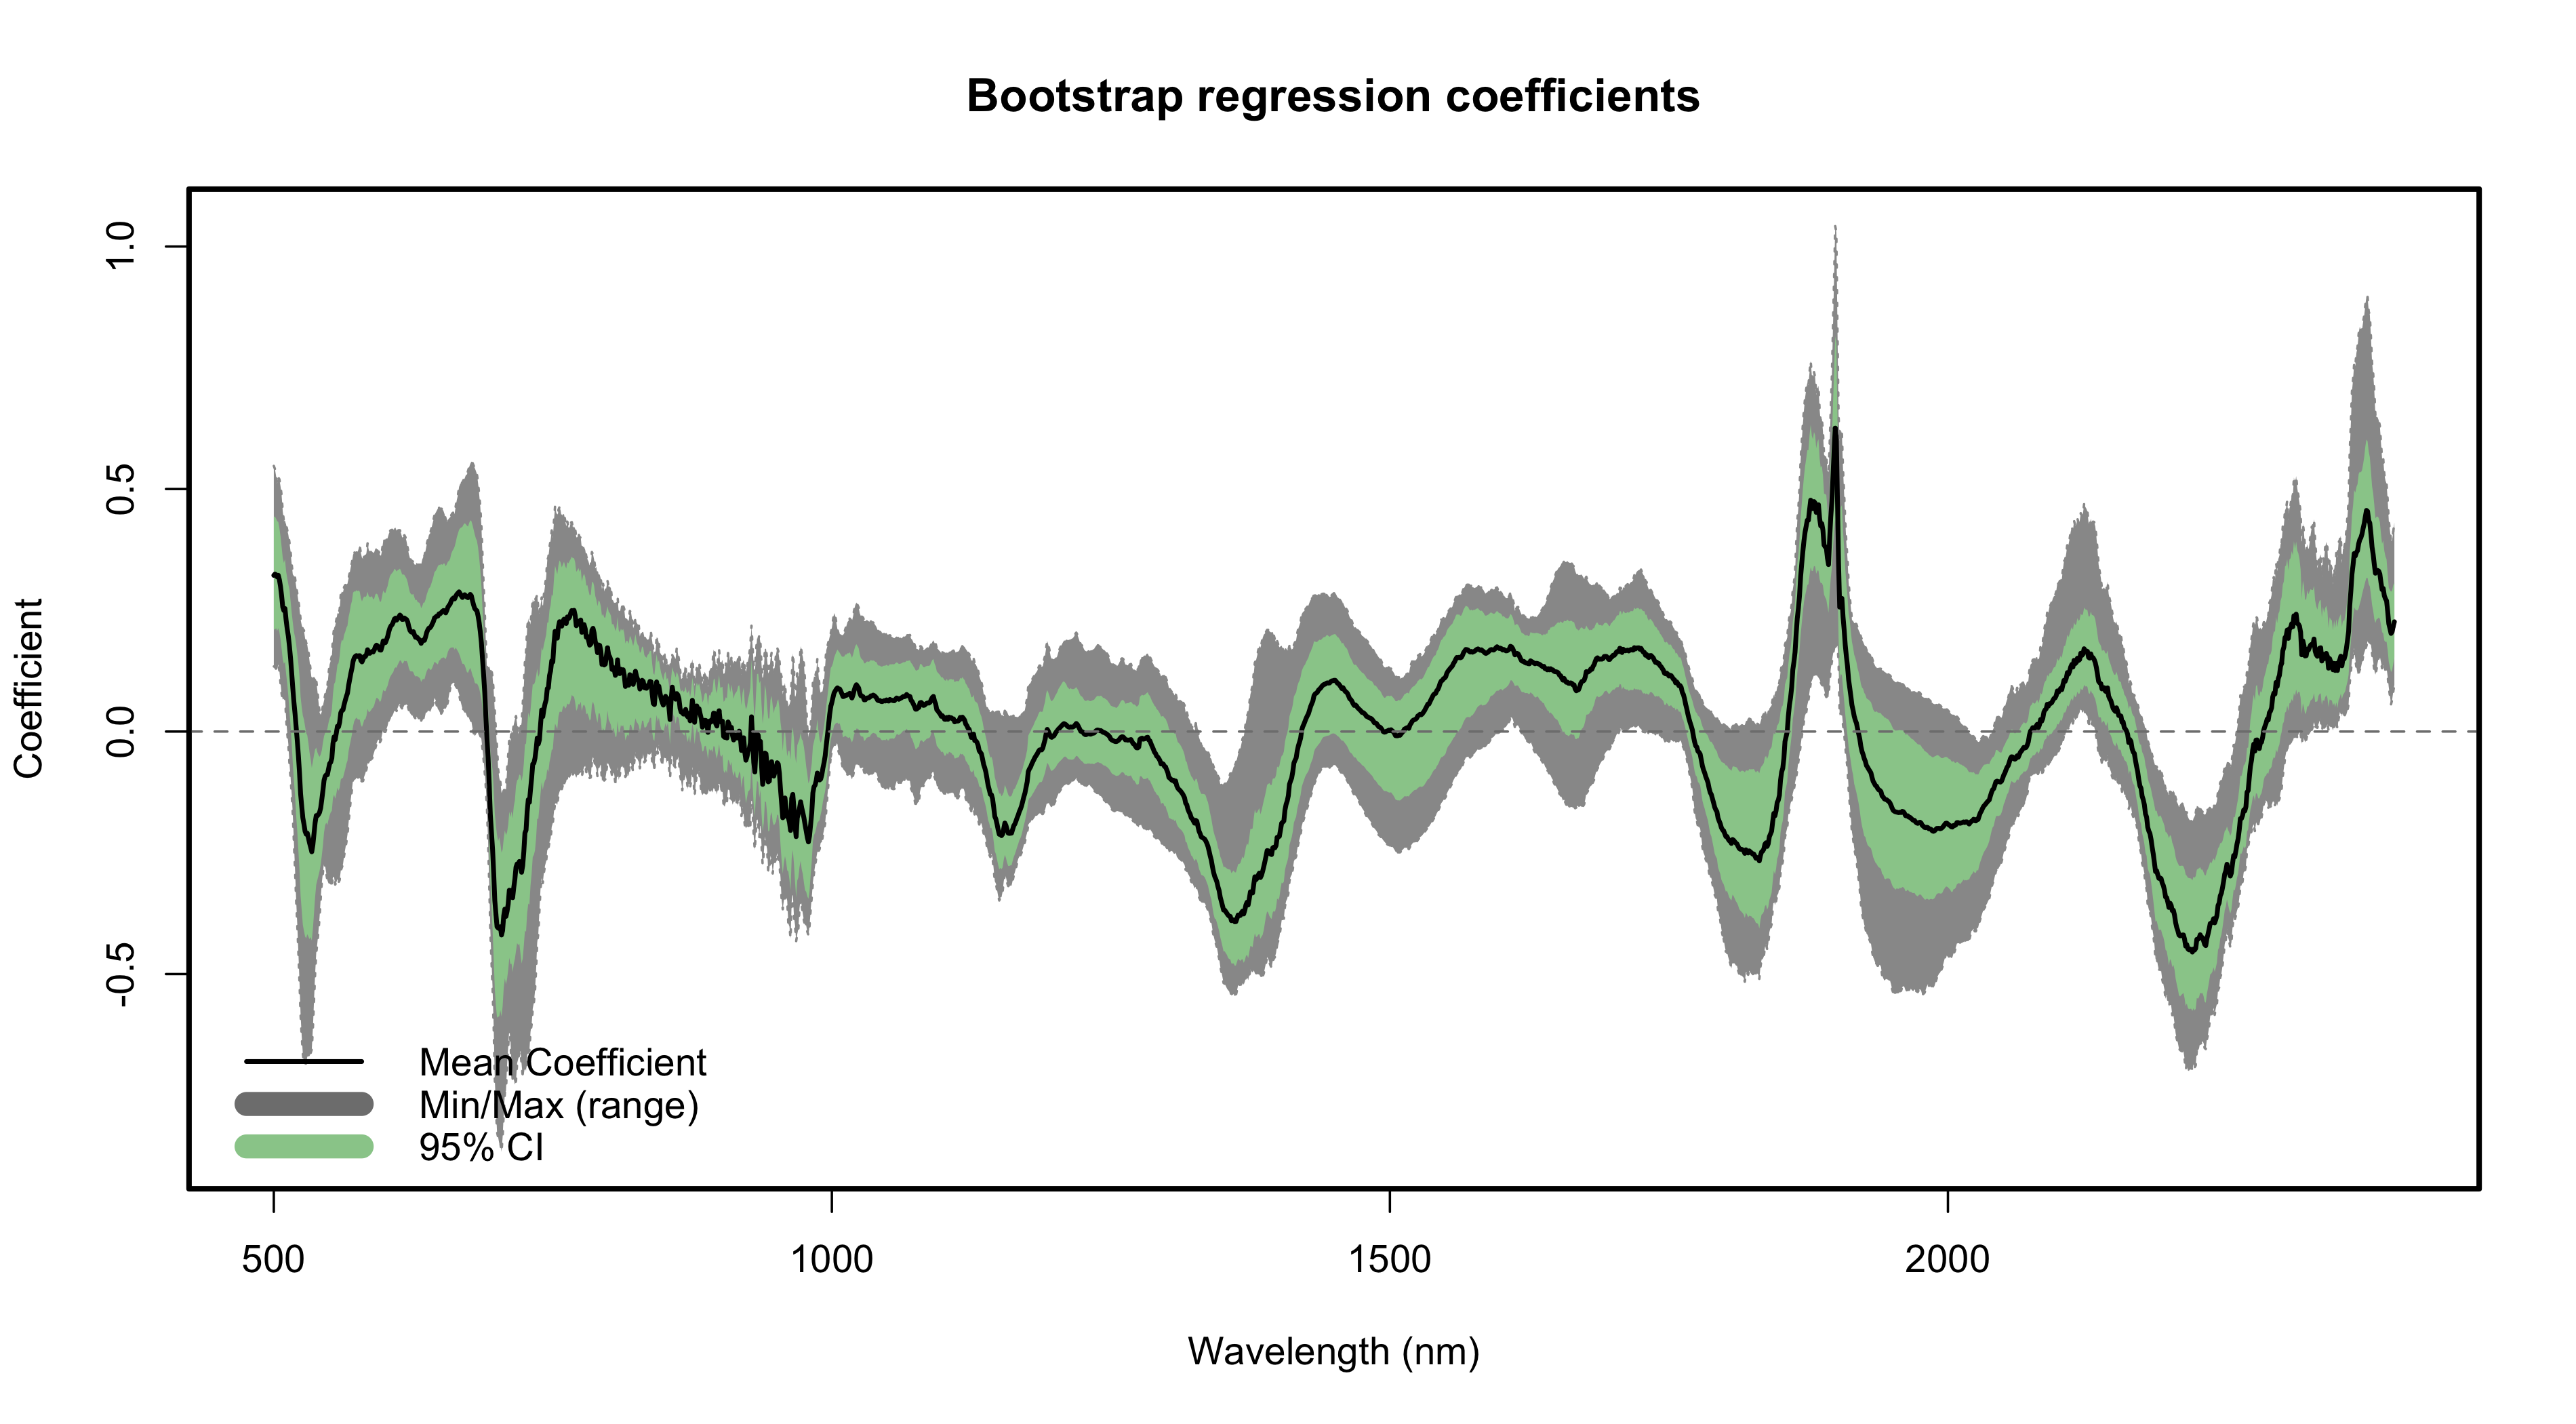 Bootstrap regression coefficients
Coefficient
1.0
0.5
0.0
-0.5
Mean Coefficient
Min/Max (range)
95% CI
500 1000 1500 2000
Wavelength (nm)